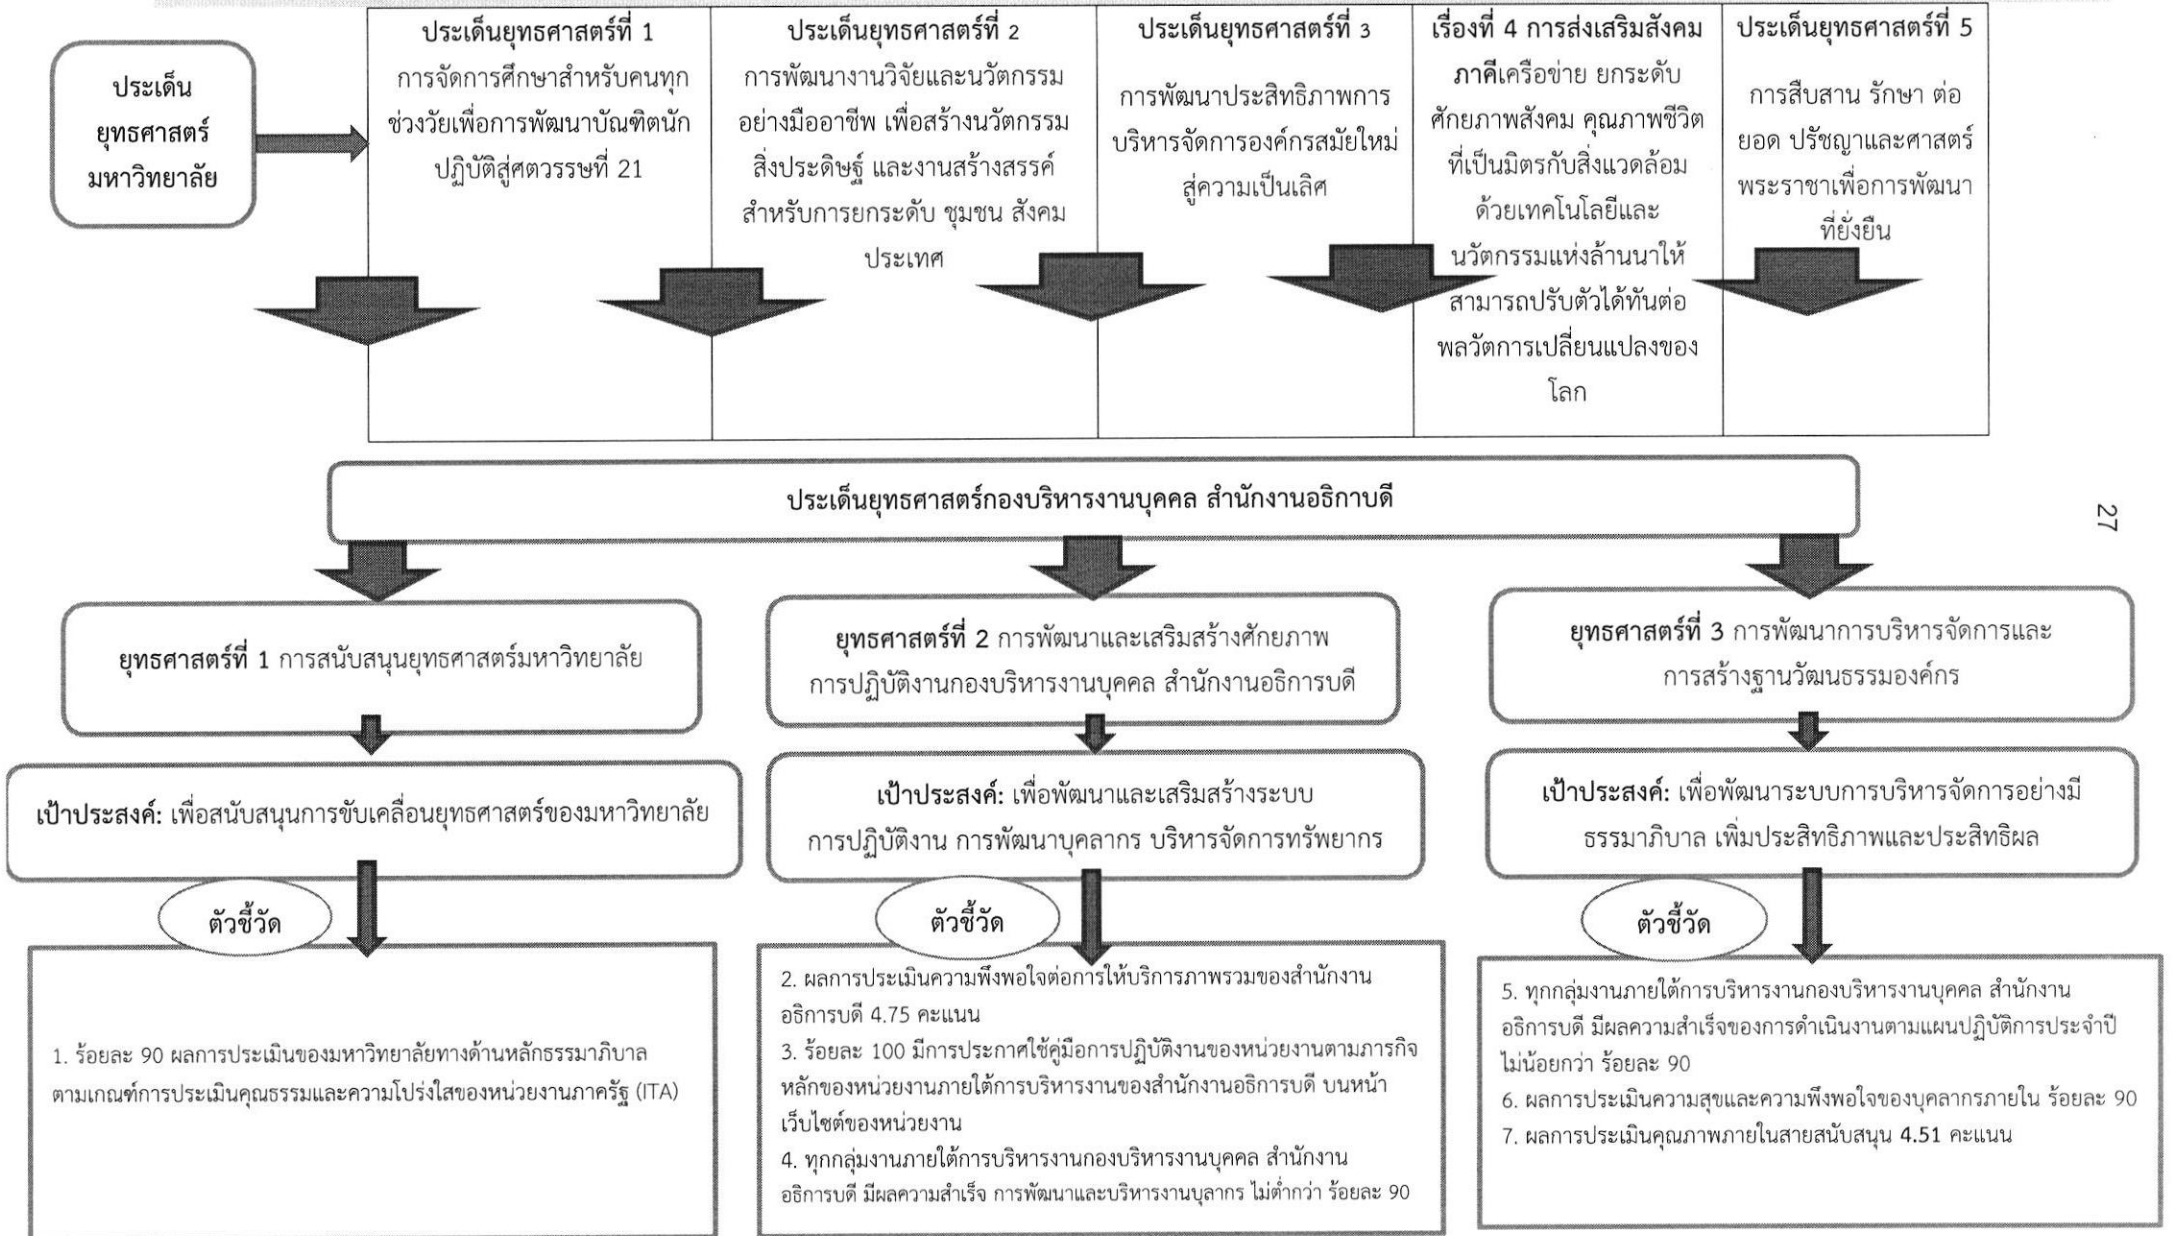 ประเด็น
ยุทธศาสตร์
มหาวิทยาลัย
ประเด็นยุทธศาสตร์ที่ 1
การจัดการศึกษาสำหรับคนทุก
ช่วงวัยเพื่อการพัฒนาบัณฑิตนัก
ปฏิบัติสู่ศตวรรษที่ 21
ประเด็นยุทธศาสตร์ที่ 2
การพัฒนางานวิจัยและนวัตกรรม
อย่างมืออาชีพ เพื่อสร้างนวัตกรรม
สิ่งประดิษฐ์ และงานสร้างสรรค์
สำหรับการยกระดับ ชุมชน สังคม
ประเทศ
ประเด็นยุทธศาสตร์ที่ 3
การพัฒนาประสิทธิภาพการ
บริหารจัดการองค์กรสมัยใหม่
สู่ความเป็นเลิศ
เรื่องที่ 4 การส่งเสริมสังคม
ภาคีเครือข่าย ยกระดับ
ศักยภาพสังคม คุณภาพชีวิต
ที่เป็นมิตรกับสิ่งแวดล้อม
ด้วยเทคโนโลยีและ
นวัตกรรมแห่งล้านนาให้
สามารถปรับตัวได้ทันต่อ
พลวัตการเปลี่ยนแปลงของ
โลก
ประเด็นยุทธศาสตร์ที่ 5
การสืบสาน รักษา ต่อ
ยอด ปรัชญาและศาสตร์
พระราชาเพื่อการพัฒนา
ที่ยั่งยืน
ประเด็นยุทธศาสตร์กองบริหารงานบุคคล สำนักงานอธิกาบดี
27
ยุทธศาสตร์ที่ 1 การสนับสนุนยุทธศาสตร์มหาวิทยาลัย
เป้าประสงค์: เพื่อสนับสนุนการขับเคลื่อนยุทธศาสตร์ของมหาวิทยาลัย
ตัวชี้วัด
1. ร้อยละ 90 ผลการประเมินของมหาวิทยาลัยทางด้านหลักธรรมาภิบาล
ตามเกณฑ์การประเมินคุณธรรมและความโปร่งใสของหน่วยงานภาครัฐ (ITA)
ยุทธศาสตร์ที่ 2 การพัฒนาและเสริมสร้างศักยภาพ
การปฏิบัติงานกองบริหารงานบุคคล สำนักงานอธิการบดี
เป้าประสงค์: เพื่อพัฒนาและเสริมสร้างระบบ
การปฏิบัติงาน การพัฒนาบุคลากร บริหารจัดการทรัพยากร
ตัวชี้วัด
2. ผลการประเมินความพึงพอใจต่อการให้บริการภาพรวมของสำนักงาน
อธิการบดี 4.75 คะแนน
3. ร้อยละ 100 มีการประกาศใช้คู่มือการปฏิบัติงานของหน่วยงานตามภารกิจ
หลักของหน่วยงานภายใต้การบริหารงานของสำนักงานอธิการบดี บนหน้า
เว็บไซต์ของหน่วยงาน
4. ทุกกลุ่มงานภายใต้การบริหารงานกองบริหารงานบุคคล สำนักงาน
อธิการบดี มีผลความสำเร็จ การพัฒนาและบริหารงานบุลากร ไม่ต่ำกว่า ร้อยละ 90
ยุทธศาสตร์ที่ 3 การพัฒนาการบริหารจัดการและ
การสร้างฐานวัฒนธรรมองค์กร
เป้าประสงค์: เพื่อพัฒนาระบบการบริหารจัดการอย่างมี
ธรรมาภิบาล เพิ่มประสิทธิภาพและประสิทธิผล
ตัวชี้วัด
5. ทุกกลุ่มงานภายใต้การบริหารงานกองบริหารงานบุคคล สำนักงาน
อธิการบดี มีผลความสำเร็จของการดำเนินงานตามแผนปฏิบัติการประจำปี
ไม่น้อยกว่า ร้อยละ 90
6. ผลการประเมินความสุขและความพึงพอใจของบุคลากรภายใน ร้อยละ 90
7. ผลการประเมินคุณภาพภายในสายสนับสนุน 4.51 คะแนน